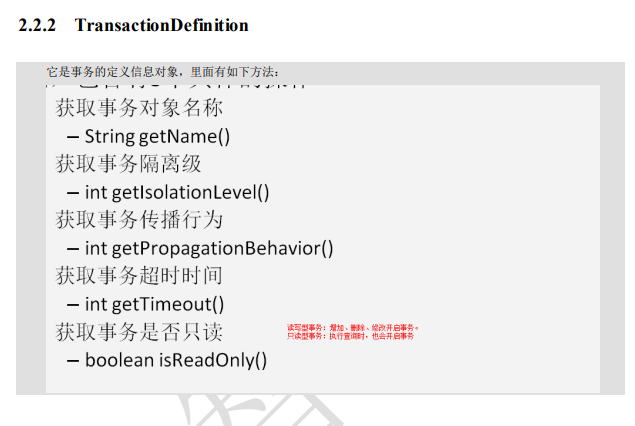 2.2.2 TransactionDefinition
它是事务的定义信息对象，里面有如下方法：
获取事务对象名称
– String getName()
获取事务隔离级
– int getIsolationLevel()
获取事务传播行为
– int getPropagationBehavior()
获取事务超时时间
– int getTimeout()
获取事务是否只读
读写型事务：增加、删除、修改开启事务。
只读型事务：执行查询时，也会开启事务
– boolean isReadOnly()